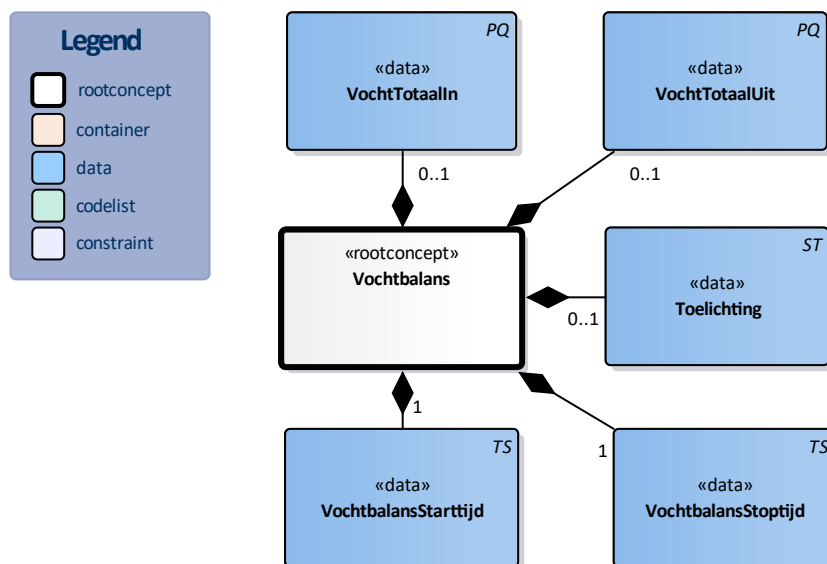 Legend
rootconcept
container
data
codelist
constraint
PQ
«data»
VochtTotaalIn
0..1
PQ
«data»
VochtTotaalUit
0..1
«rootconcept»
Vochtbalans
ST
«data»
Toelichting
0..1
1
TS
«data»
VochtbalansStarttijd
1
TS
«data»
VochtbalansStoptijd